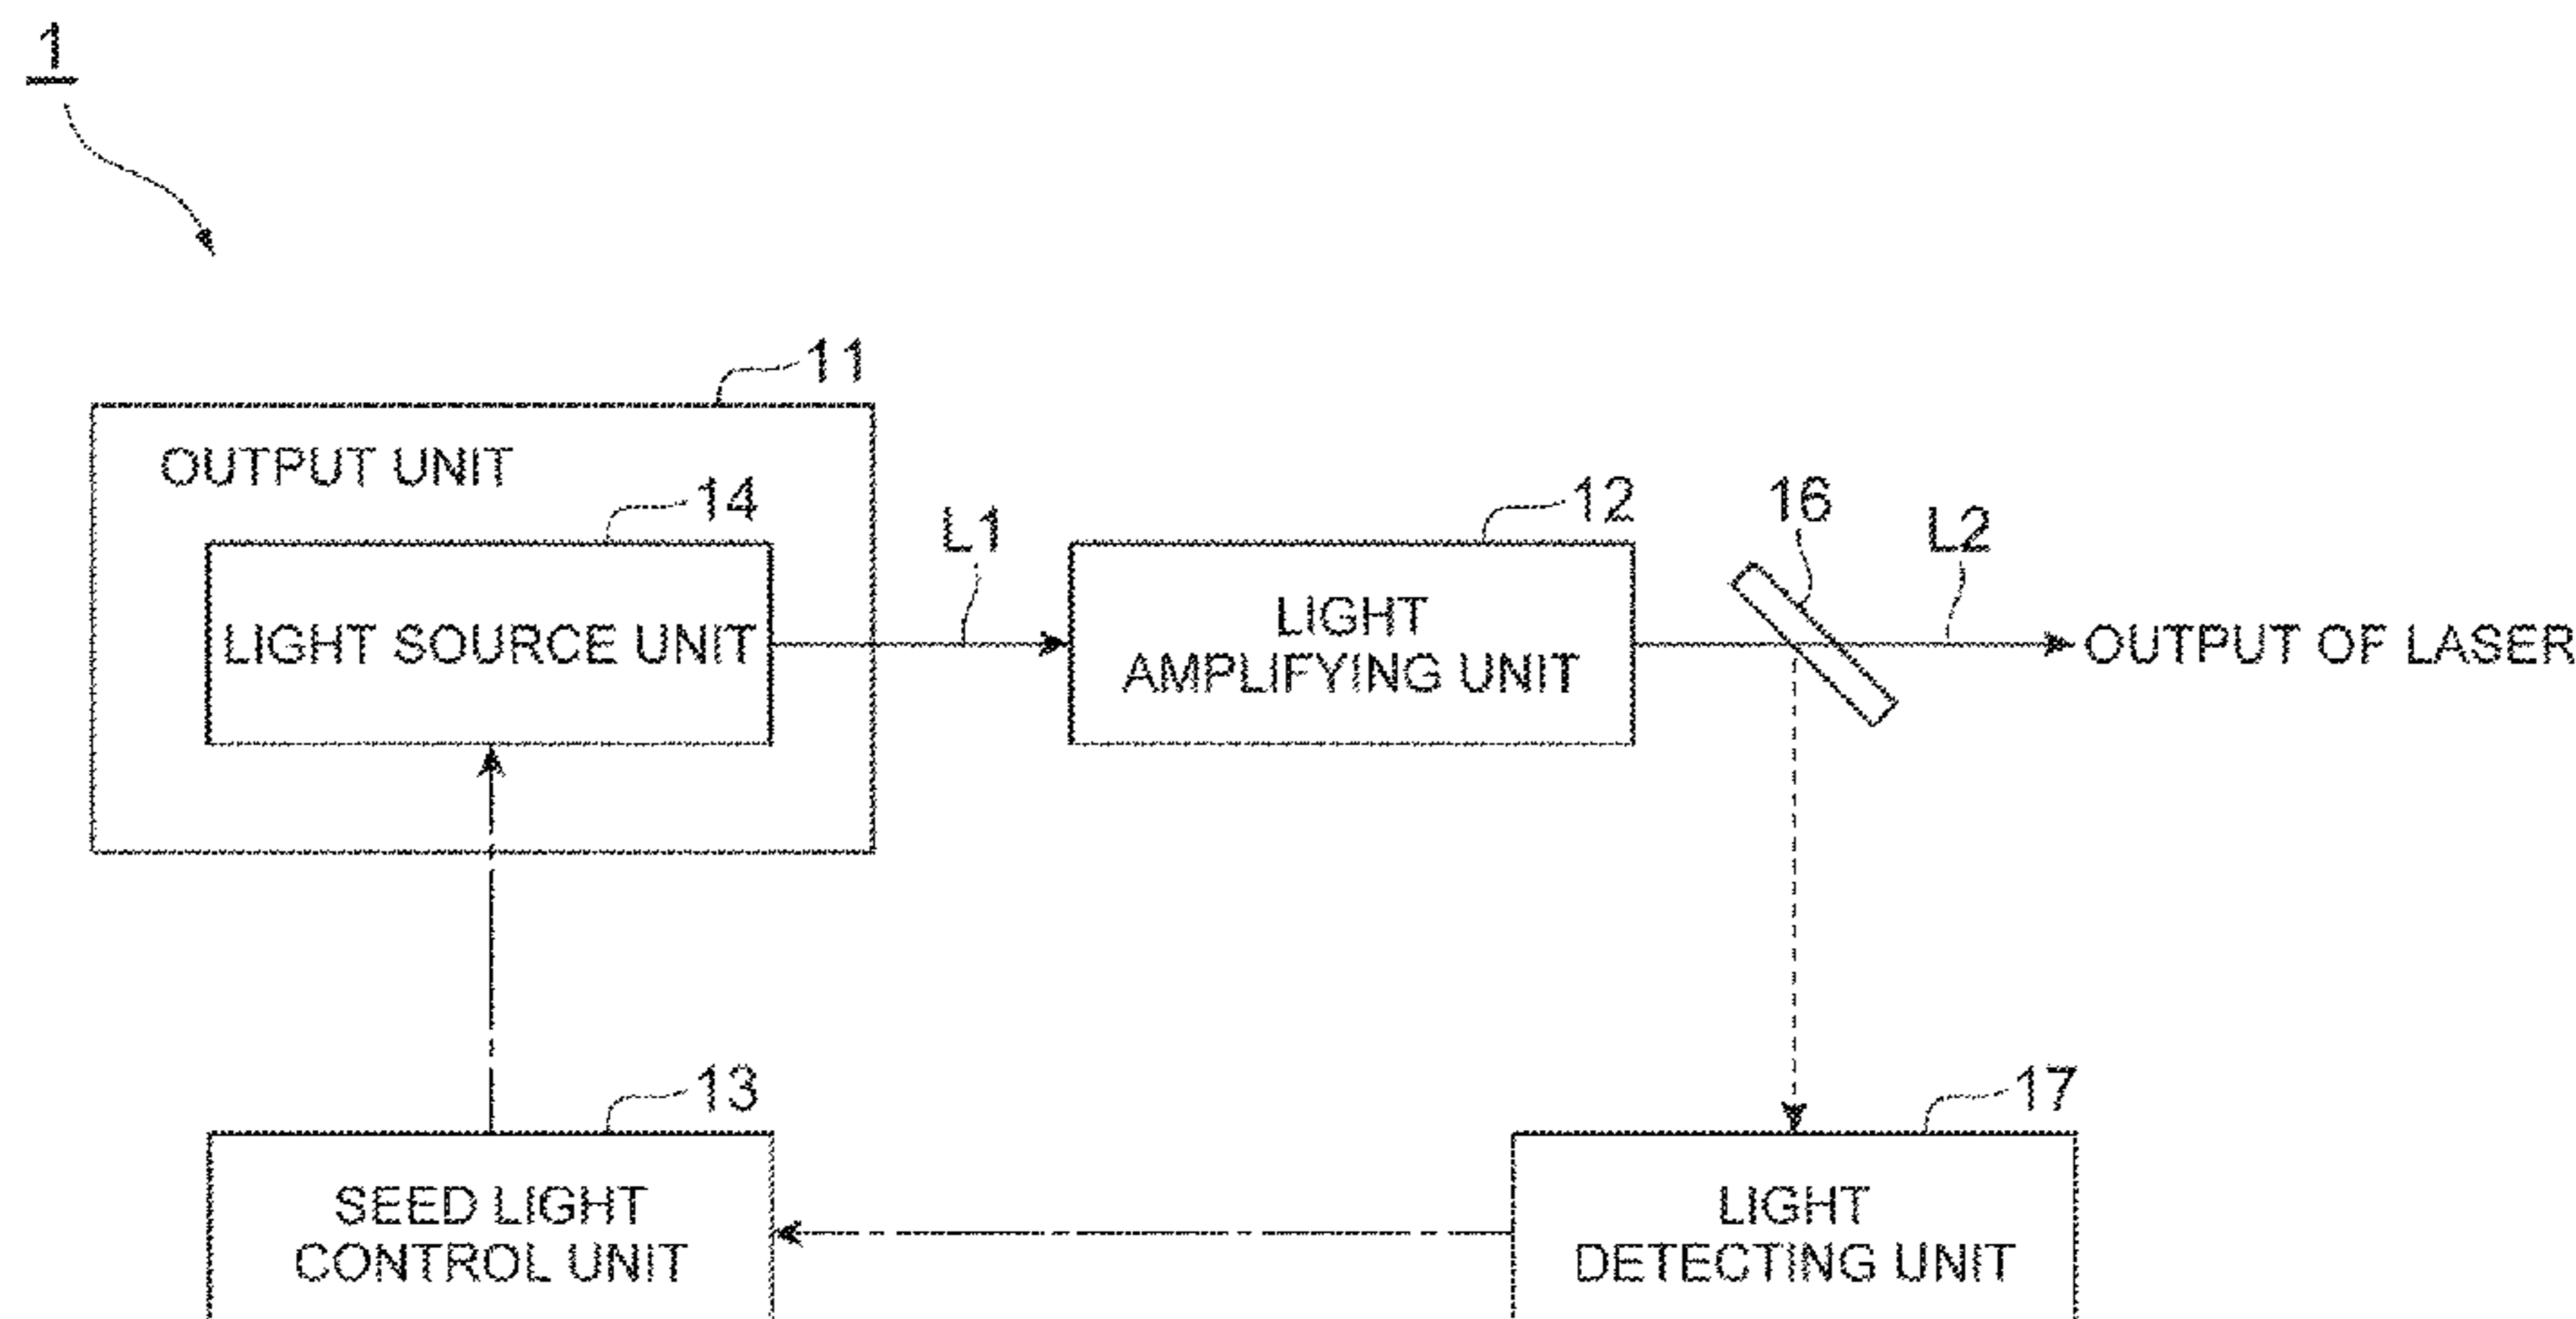 1
11
OUTPUT UNIT
14
LIGHT SOURCE UNIT
L1
12
LIGHT
AMPLIFYING UNIT
16
L2
OUTPUT OF LASER
13
SEED LIGHT
CONTROL UNIT
17
LIGHT
DETECTING UNIT